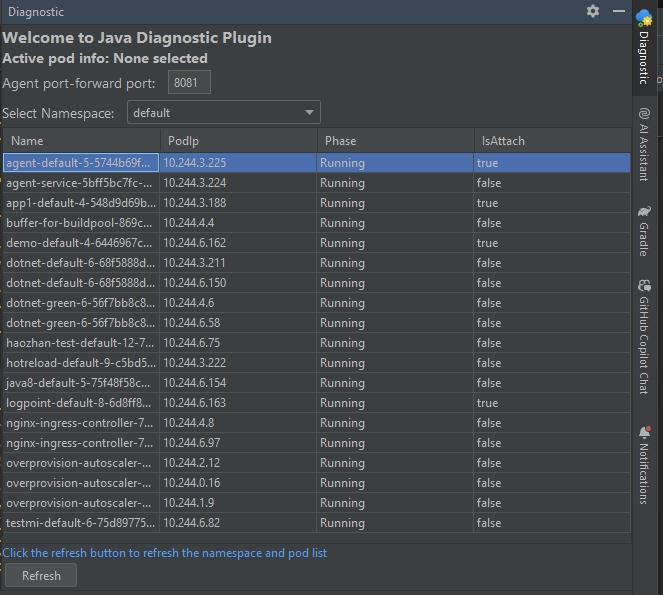 Diagnostic
Welcome to Java Diagnostic Plugin
Active pod info: None selected
Agent port-forward port: 8081
Select Namespace: default
Name PodIp Phase IsAttach
agent-default-5-5744b69f... 10.244.3.225 Running true
agent-service-5bff5bc7fc-... 10.244.3.224 Running false
app1-default-4-548d9d69b... 10.244.3.188 Running true
buffer-for-buildpool-869c... 10.244.4.4 Running false
demo-default-4-6446967c... 10.244.6.162 Running true
dotnet-default-6-68f5888d... 10.244.3.211 Running false
dotnet-default-6-68f5888d... 10.244.6.150 Running false
dotnet-green-6-56f7bb8c8... 10.244.4.6 Running false
dotnet-green-6-56f7bb8c8... 10.244.6.58 Running false
haozhan-test-default-12-7... 10.244.6.75 Running false
hotreload-default-9-c5bd5... 10.244.3.222 Running false
java8-default-5-75f48f58c... 10.244.6.154 Running false
logpoint-default-8-6d8ff8... 10.244.6.163 Running true
nginx-ingress-controller-7... 10.244.4.8 Running false
nginx-ingress-controller-7... 10.244.6.97 Running false
overprovision-autoscaler-... 10.244.2.12 Running false
overprovision-autoscaler-... 10.244.0.16 Running false
overprovision-autoscaler-... 10.244.1.9 Running false
testmi-default-6-75d89775... 10.244.6.82 Running false
Click the refresh button to refresh the namespace and pod list
Refresh
Diagnostic
AI Assistant
Gradle
GitHub Copilot Chat
Notifications